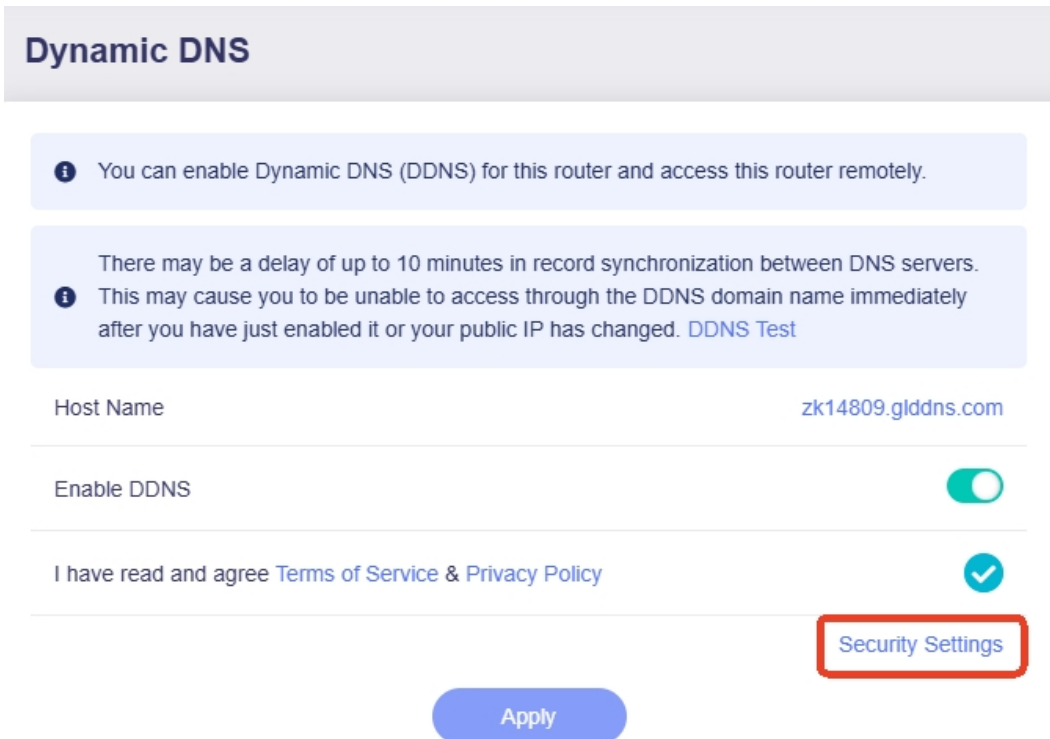 Dynamic DNS
You can enable Dynamic DNS (DDNS) for this router and access this router remotely.
There may be a delay of up to 10 minutes in record synchronization between DNS servers.
This may cause you to be unable to access through the DDNS domain name immediately
after you have just enabled it or your public IP has changed. DDNS Test
Host Name zk14809.glddns.com
Enable DDNS
I have read and agree Terms of Service & Privacy Policy
Security Settings
Apply